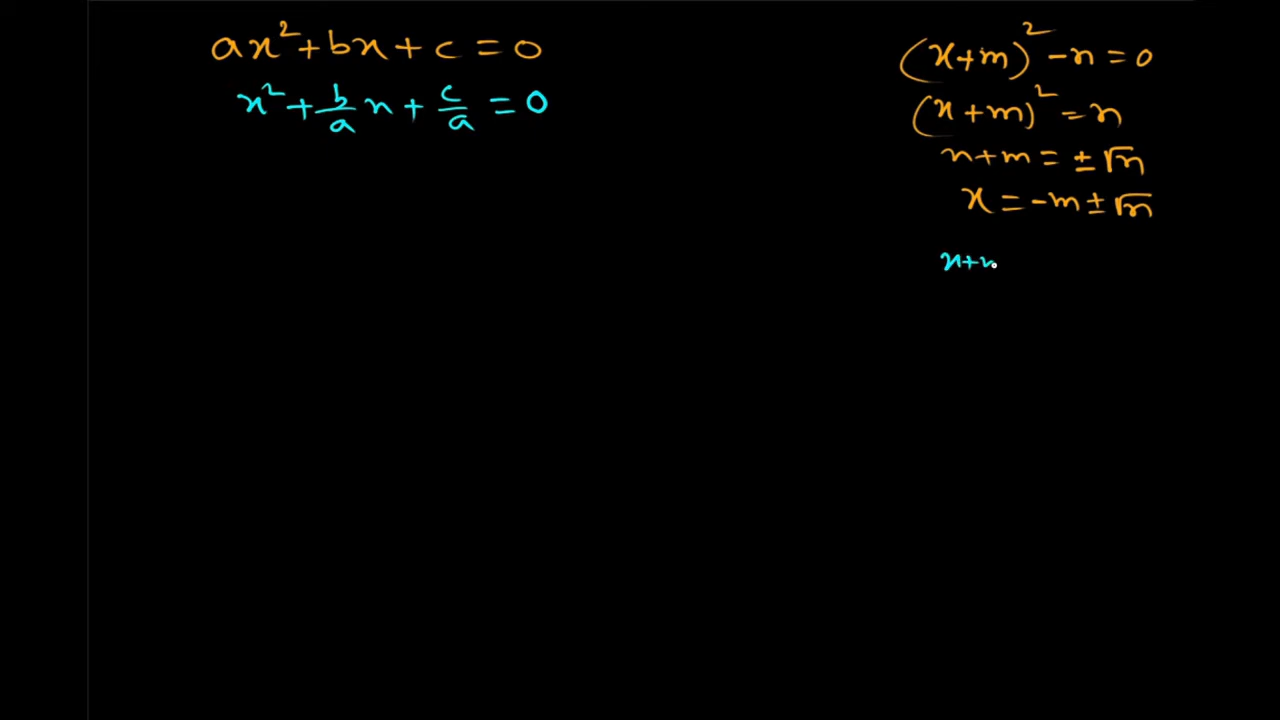 ax² + bx + c = 0
x² + b/a x + c/a = 0
(x+m)² - n = 0
(x+m)² = n
x+m = ± √n
x = -m ± √n
x+